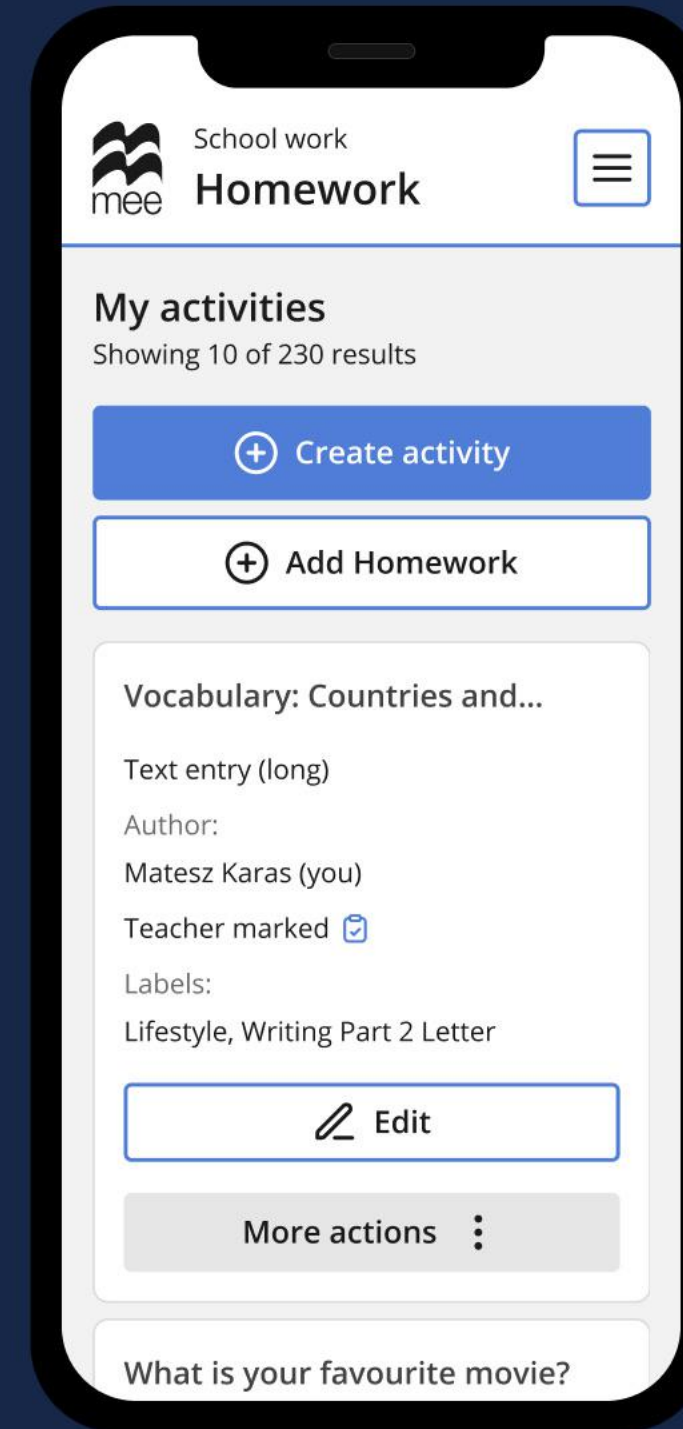 School work
mee
Homework
My activities
Showing 10 of 230 results
Create activity
Add Homework
Vocabulary: Countries and...
Text entry (long)
Author:
Matesz Karas (you)
Teacher marked
Labels:
Lifestyle, Writing Part 2 Letter
Edit
More actions
What is your favourite movie?